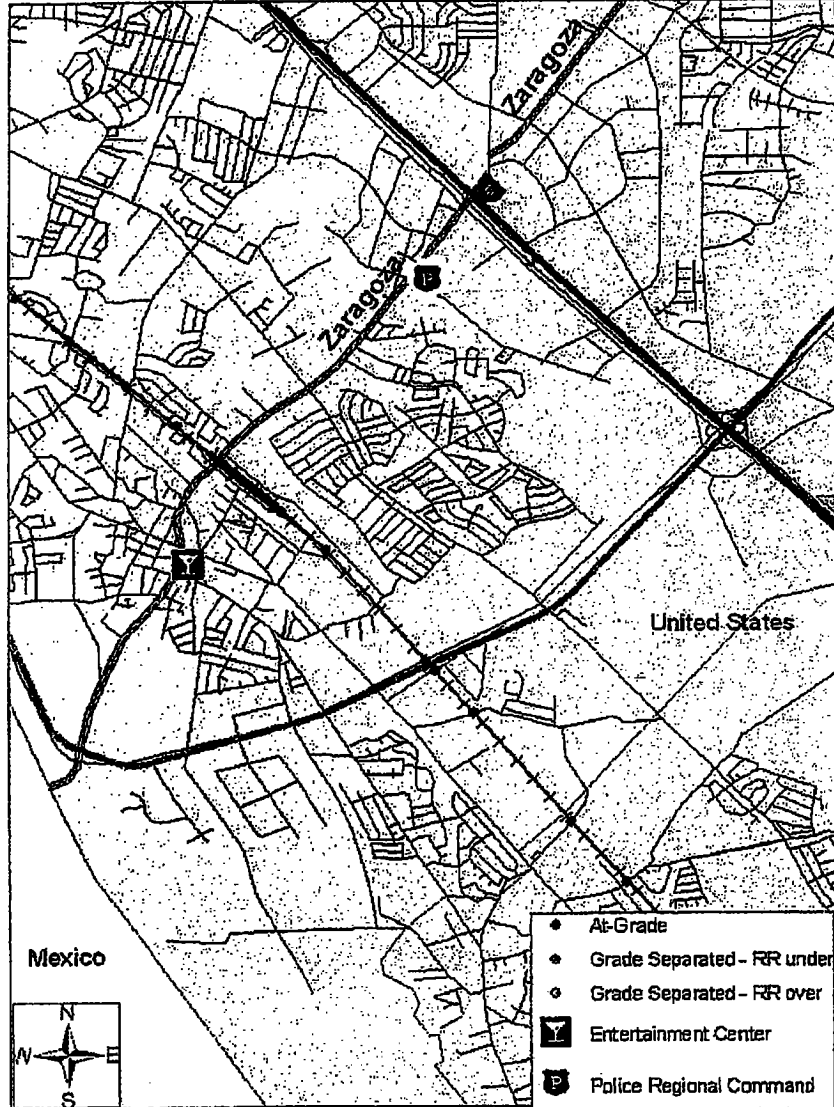 Zaragoza
Zaragoza
P
United States
Mexico
N
W E
S
At-Grade
Grade Separated - RR under
Grade Separated - RR over
Entertainment Center
P Police Regional Command